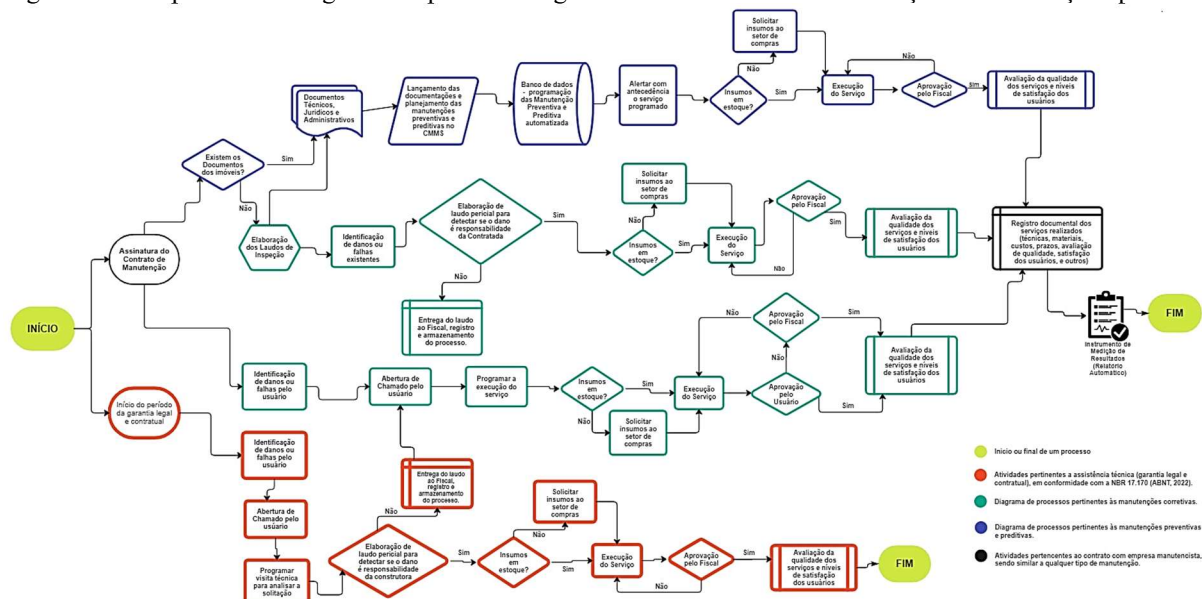 Solicitar
insumos ao
setor de
compras
Não
Não
Documentos
Técnicos,
Jurídicos e
Administrativos
Lançamento das
documentações e
planejamento das
manutenções
preventivas e
preditivas no
CMMS
Banco de dados
- programação das
Manutenção
Preventiva e
Preditiva
automatizada
Alertar com
antecedência
o serviço
programado
Insumos
em
estoque?
Sim
Execução
do Serviço
Aprovação
pelo Fiscal
Sim
Avaliação da qualidade
dos serviços e níveis
de satisfação dos
usuários
Existem os
Documentos
dos imóveis?
Sim
Não
Elaboração
dos Laudos de
Inspeção
Identificação
de danos ou
falhas
existentes
Elaboração de
laudo pericial para
detectar se o dano
é responsabilidade
da Contratada
Sim
Não
Solicitar
insumos ao
setor de
compras
Não
Insumos
em
estoque?
Sim
Execução
do
Serviço
Aprovação
pelo Fiscal
Não
Sim
Avaliação da
qualidade dos
serviços e níveis
de satisfação dos
usuários
Registro documental dos
serviços realizados
(técnicas, materiais,
custos, prazos, avaliação
de qualidade, satisfação
dos usuários, e outros)
Assinatura do
Contrato de
Manutenção
Entrega do laudo
ao Fiscal, registro
e armazenamento
do processo.
INÍCIO
FIM
Instrumento de
Medição de
Resultados
(Relatorio
Automático)
Identificação
de danos ou
falhas pelo
usuário
Abertura de
Chamado pelo
usuário
Programar a
execução do
serviço
Insumos
em
estoque?
Sim
Não
Solicitar
insumos ao
setor de
compras
Execução
do Serviço
Não
Aprovação
pelo Fiscal
Sim
Não
Aprovação
pelo
Usuário
Sim
Avaliação da
qualidade dos
serviços e níveis
de satisfação dos
usuários
Início do período
da garantia legal
e contratual
Identificação
de danos ou
falhas pelo
usuário
Abertura de
Chamado pelo
usúario
Programar
visita técnica
para analisar a
solitação
Entrega do laudo
ao Fiscal,
registro e
armazenamento
do processo.
Não
Elaboração de
laudo pericial para
detectar se o dano
é responsabilidade
da construtora
Sim
Insumos
em
estoque?
Não
Solicitar
insumos ao
setor de
compras
Sim
Execução
do Serviço
Aprovação
pelo Fiscal
Não
Sim
Avaliação da
qualidade dos
serviços e níveis
de satisfação
dos usuários
FIM
Inicio ou final de um processo
Atividades pertinentes a assistência técnica (garantia legal e
contratual), em conformidade com a NBR 17.170 (ABNT, 2022).
Diagrama de processos pertinentes às manutenções corretivas.
Diagrama de processos pertinentes às manutenções preventivas
e preditivas.
Atividades pertencentes ao contrato com empresa manutencista,
sendo similar a qualquer tipo de manutenção.